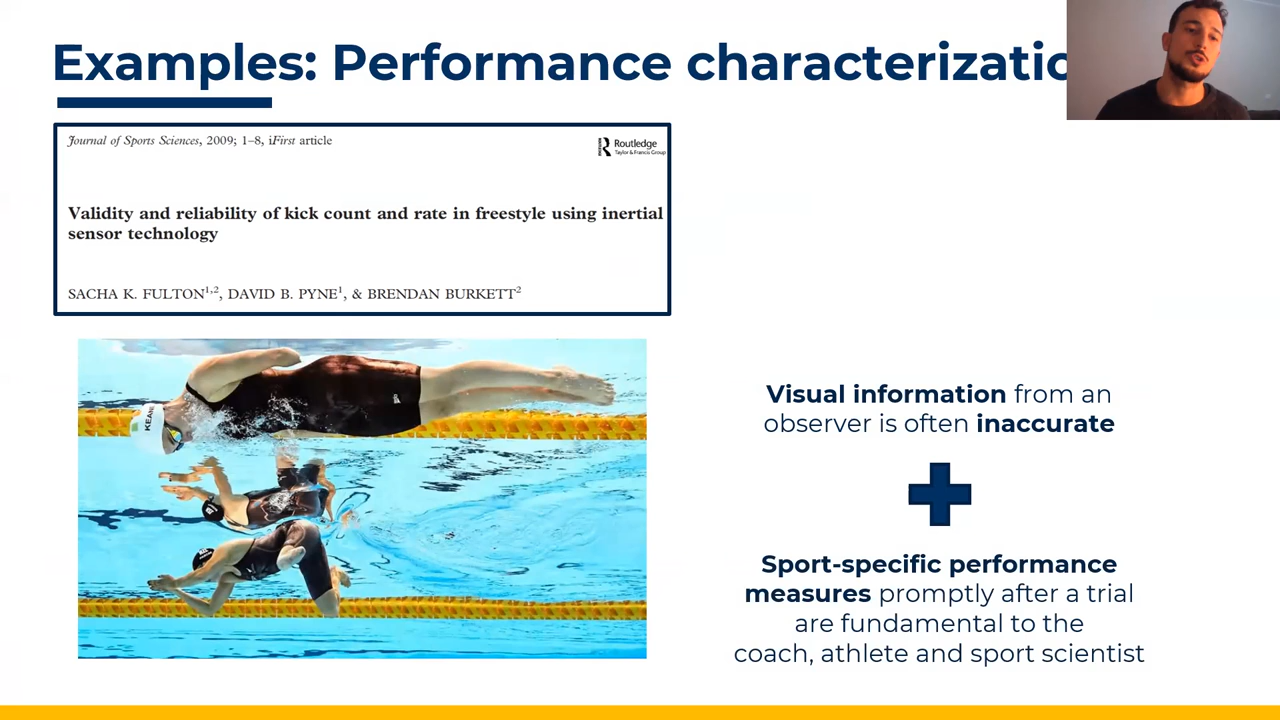 Examples: Performance characterizatio
Journal of Sports Sciences, 2009; 1–8, iFirst article
Routledge
Taylor & Francis Group
Validity and reliability of kick count and rate in freestyle using inertial
sensor technology
SACHA K. FULTON1,2, DAVID B. PYNE1, & BRENDAN BURKETT2
KEANE
Visual information from an
observer is often inaccurate
Sport-specific performance
measures promptly after a trial
are fundamental to the
coach, athlete and sport scientist